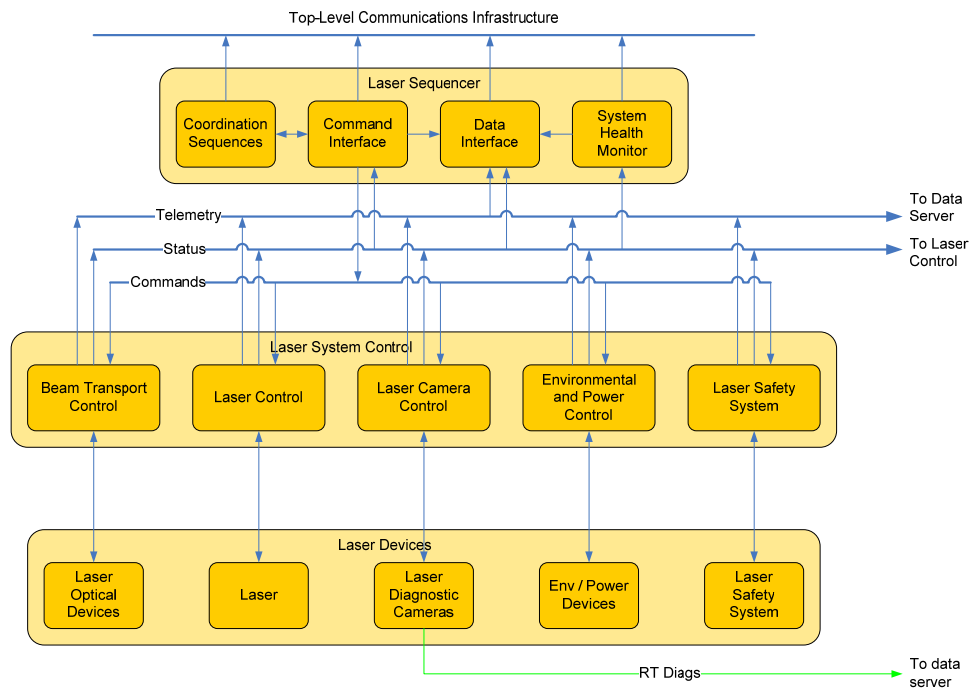 Top-Level Communications Infrastructure
Laser Sequencer
Coordination
Sequences
Command
Interface
Data
Interface
System
Health
Monitor
To Data
Server
Telemetry
To Laser
Control
Status
Commands
Laser System Control
Beam Transport
Control
Laser Control
Laser Camera
Control
Environmental
and Power
Control
Laser Safety
System
Laser Devices
Laser
Optical
Devices
Laser
Laser
Diagnostic
Cameras
Env / Power
Devices
Laser
Safety
System
RT Diags
To data
server